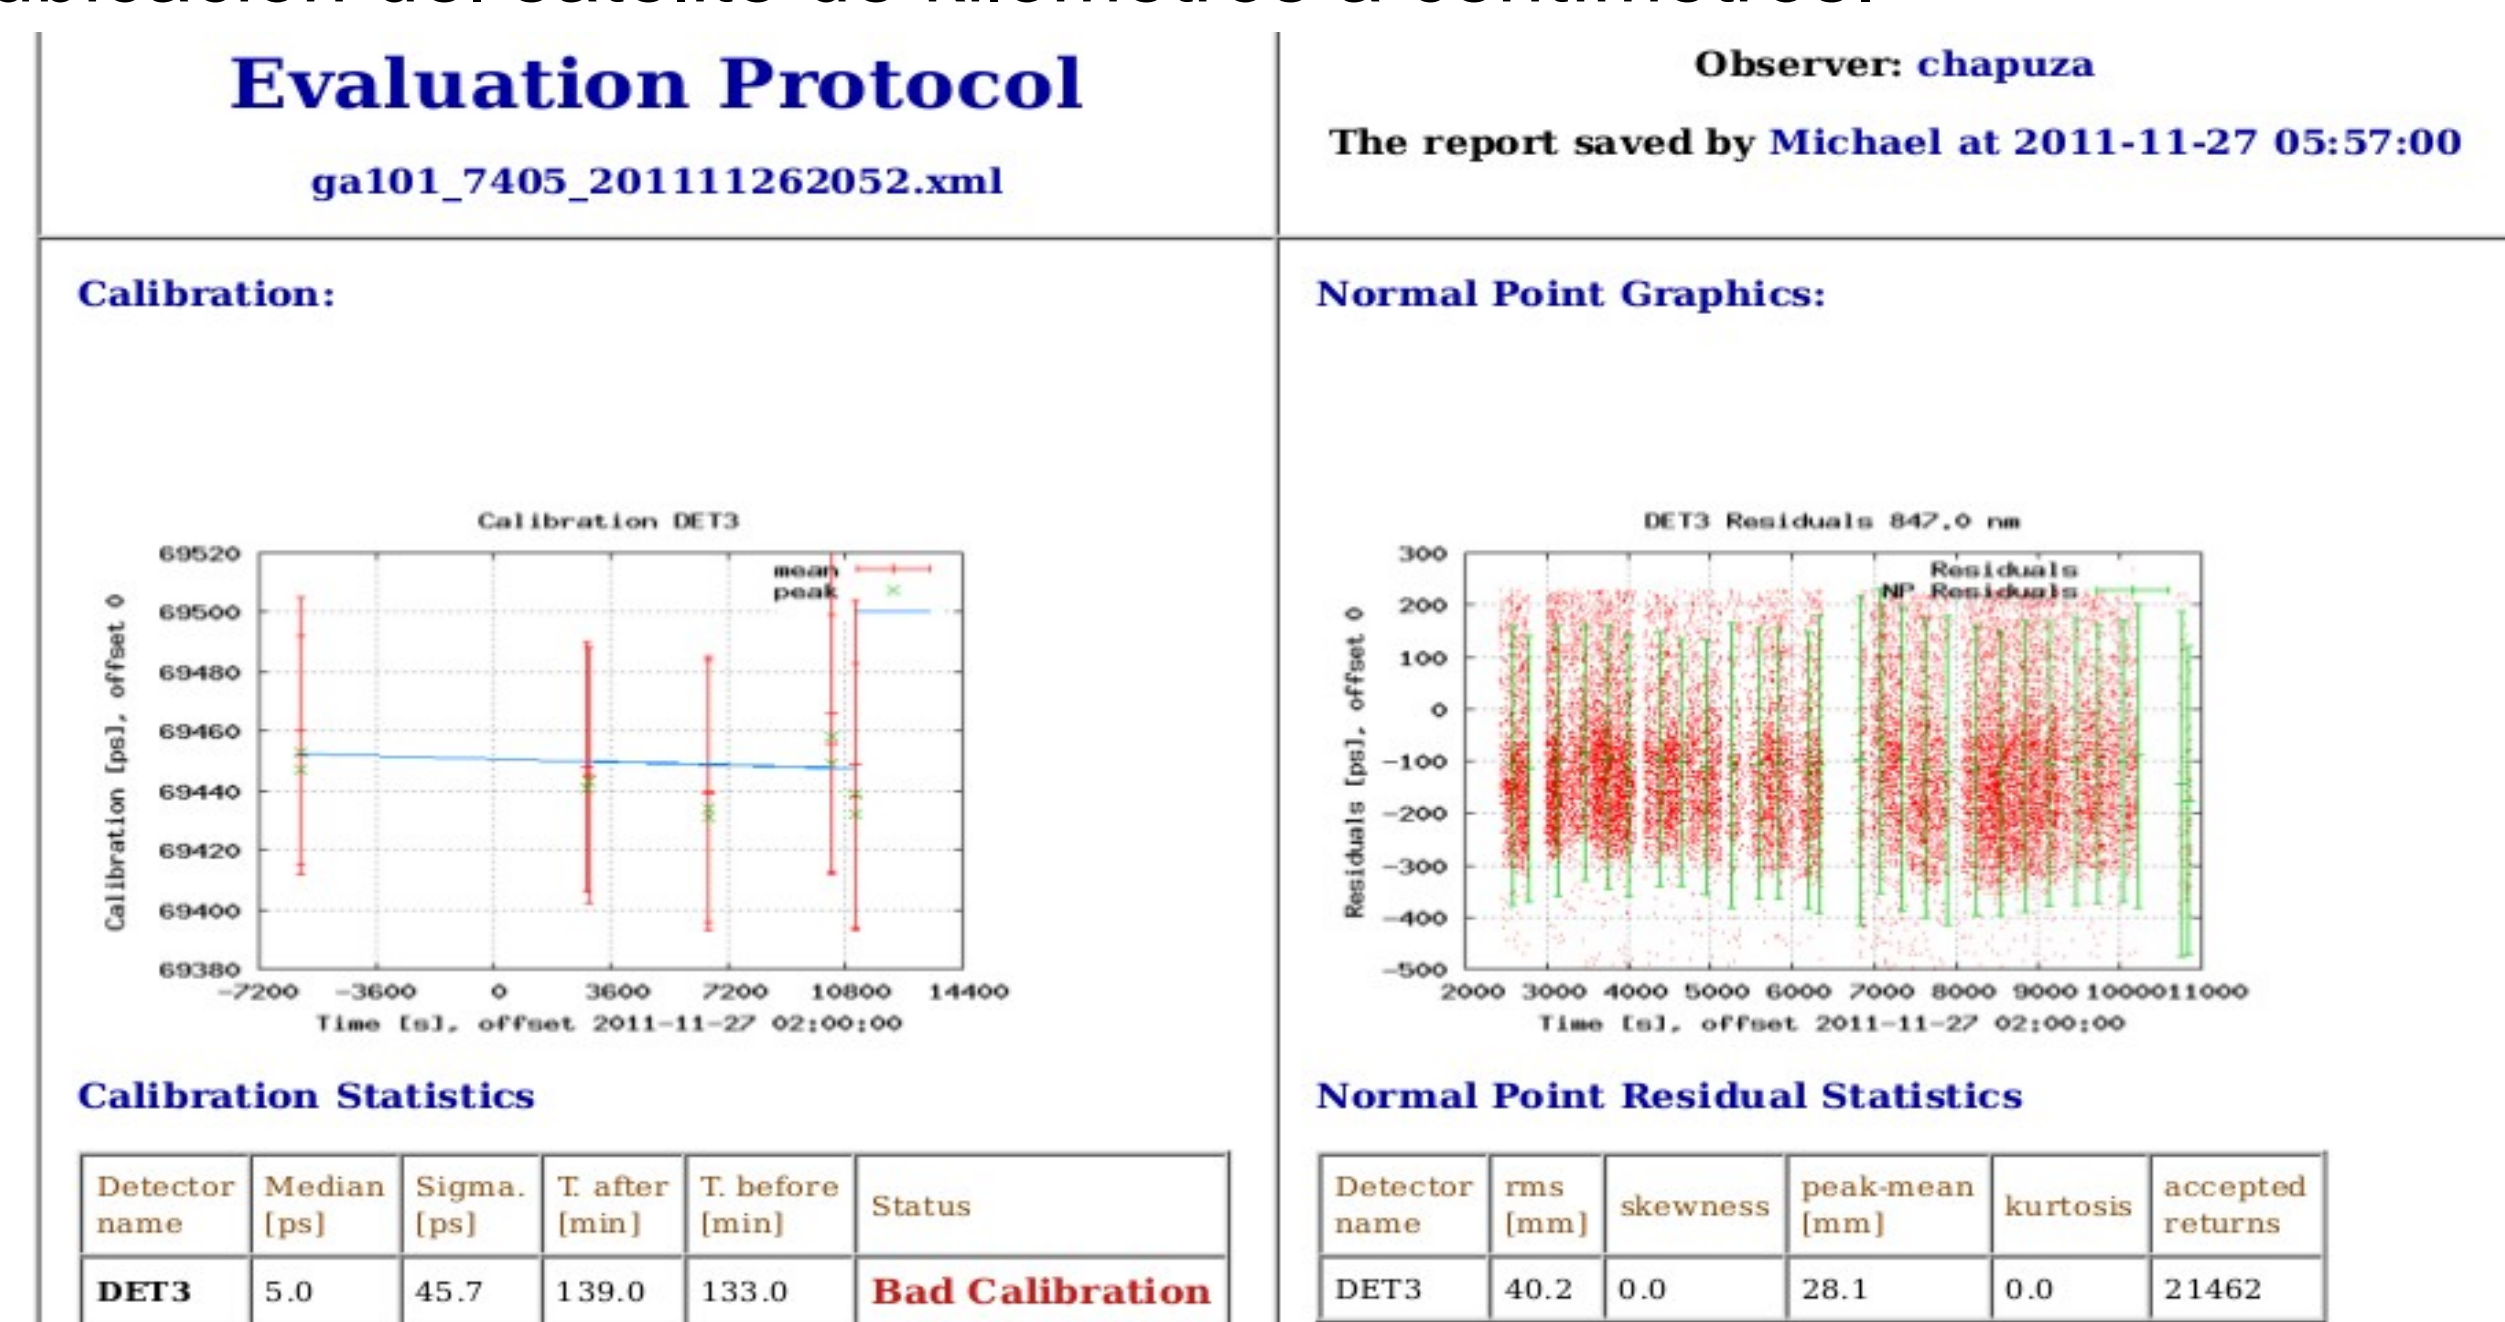 del satélite de kilómetros a centímetros.
Evaluation Protocol
ga101_7405_201111262052.xml
Observer: chapuza
The report saved by Michael at 2011-11-27 05:57:00
Calibration:
Calibration DET3
mean
peak
69520
69500
69480
69460
69440
69420
69400
69380
Calibration [ps], offset 0
-7200 -3600 0 3600 7200 10800 14400
Time [s], offset 2011-11-27 02:00:00
Normal Point Graphics:
DET3 Residuals 847.0 nm
Residuals
NP Residuals
300
200
100
0
-100
-200
-300
-400
-500
Residuals [ps], offset 0
2000 3000 4000 5000 6000 7000 8000 9000 10000 11000
Time [s], offset 2011-11-27 02:00:00
Calibration Statistics
Detector name Median [ps] Sigma. [ps] T. after [min] T. before [min] Status
DET3 5.0 45.7 139.0 133.0 Bad Calibration
Normal Point Residual Statistics
Detector name rms [mm] skewness peak-mean [mm] kurtosis accepted returns
DET3 40.2 0.0 28.1 0.0 21462